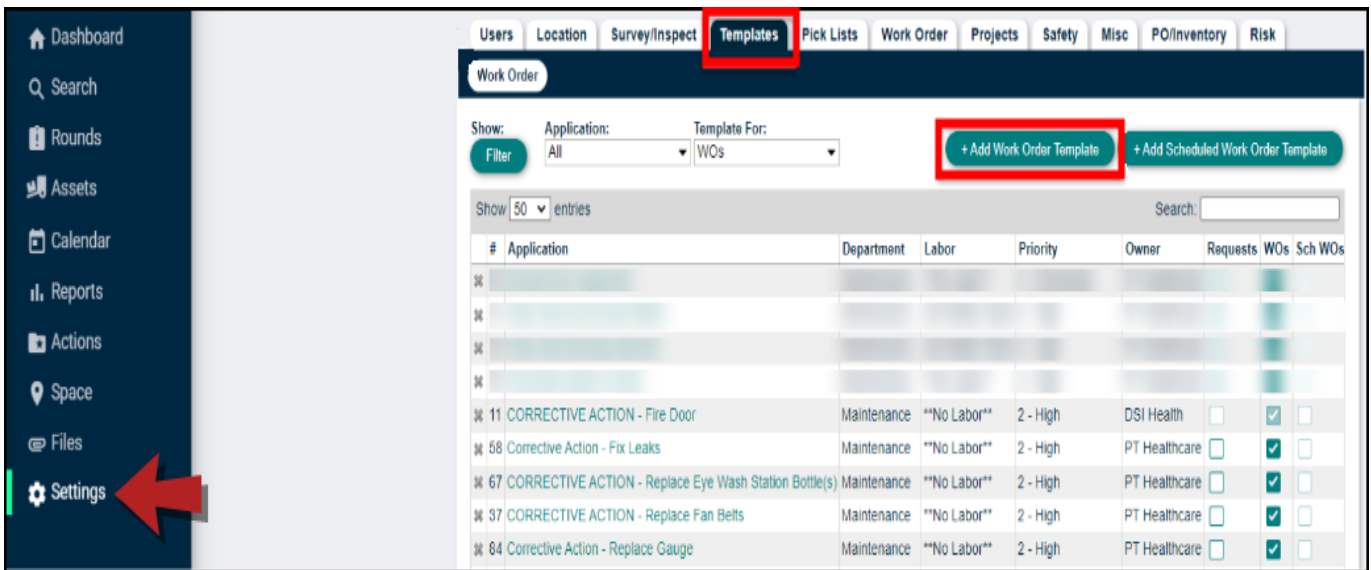 Dashboard
Search
Rounds
Assets
Calendar
Reports
Actions
Space
Files
Settings
Users Location Survey/Inspect Templates Pick Lists Work Order Projects Safety Misc PO/Inventory Risk
Work Order
Show: Application: Template For:
Filter All WOs + Add Work Order Template + Add Scheduled Work Order Template
Show 50 entries Search:
# Application Department Labor Priority Owner Requests WOs Sch WOs
11 CORRECTIVE ACTION - Fire Door Maintenance **No Labor** 2 - High DSI Health
58 Corrective Action - Fix Leaks Maintenance **No Labor** 2 - High PT Healthcare
67 CORRECTIVE ACTION - Replace Eye Wash Station Bottle(s) Maintenance **No Labor** 2 - High PT Healthcare
37 CORRECTIVE ACTION - Replace Fan Belts Maintenance **No Labor** 2 - High PT Healthcare
84 Corrective Action - Replace Gauge Maintenance **No Labor** 2 - High PT Healthcare